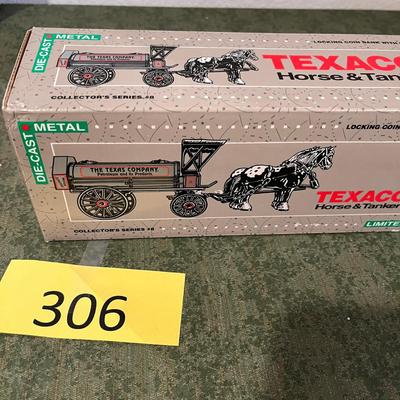 DIE-CAST METAL
LOCKING COIN BANK WITH
THE TEXAS COMPANY
TEXACO
Horse & Tanker
COLLECTOR'S SERIES #8
DIE-CAST METAL
LOCKING COIN
THE TEXAS COMPANY
Petroleum and Its Products
TEXACO
Horse & Tanker
COLLECTOR'S SERIES #8
LIMITED
306